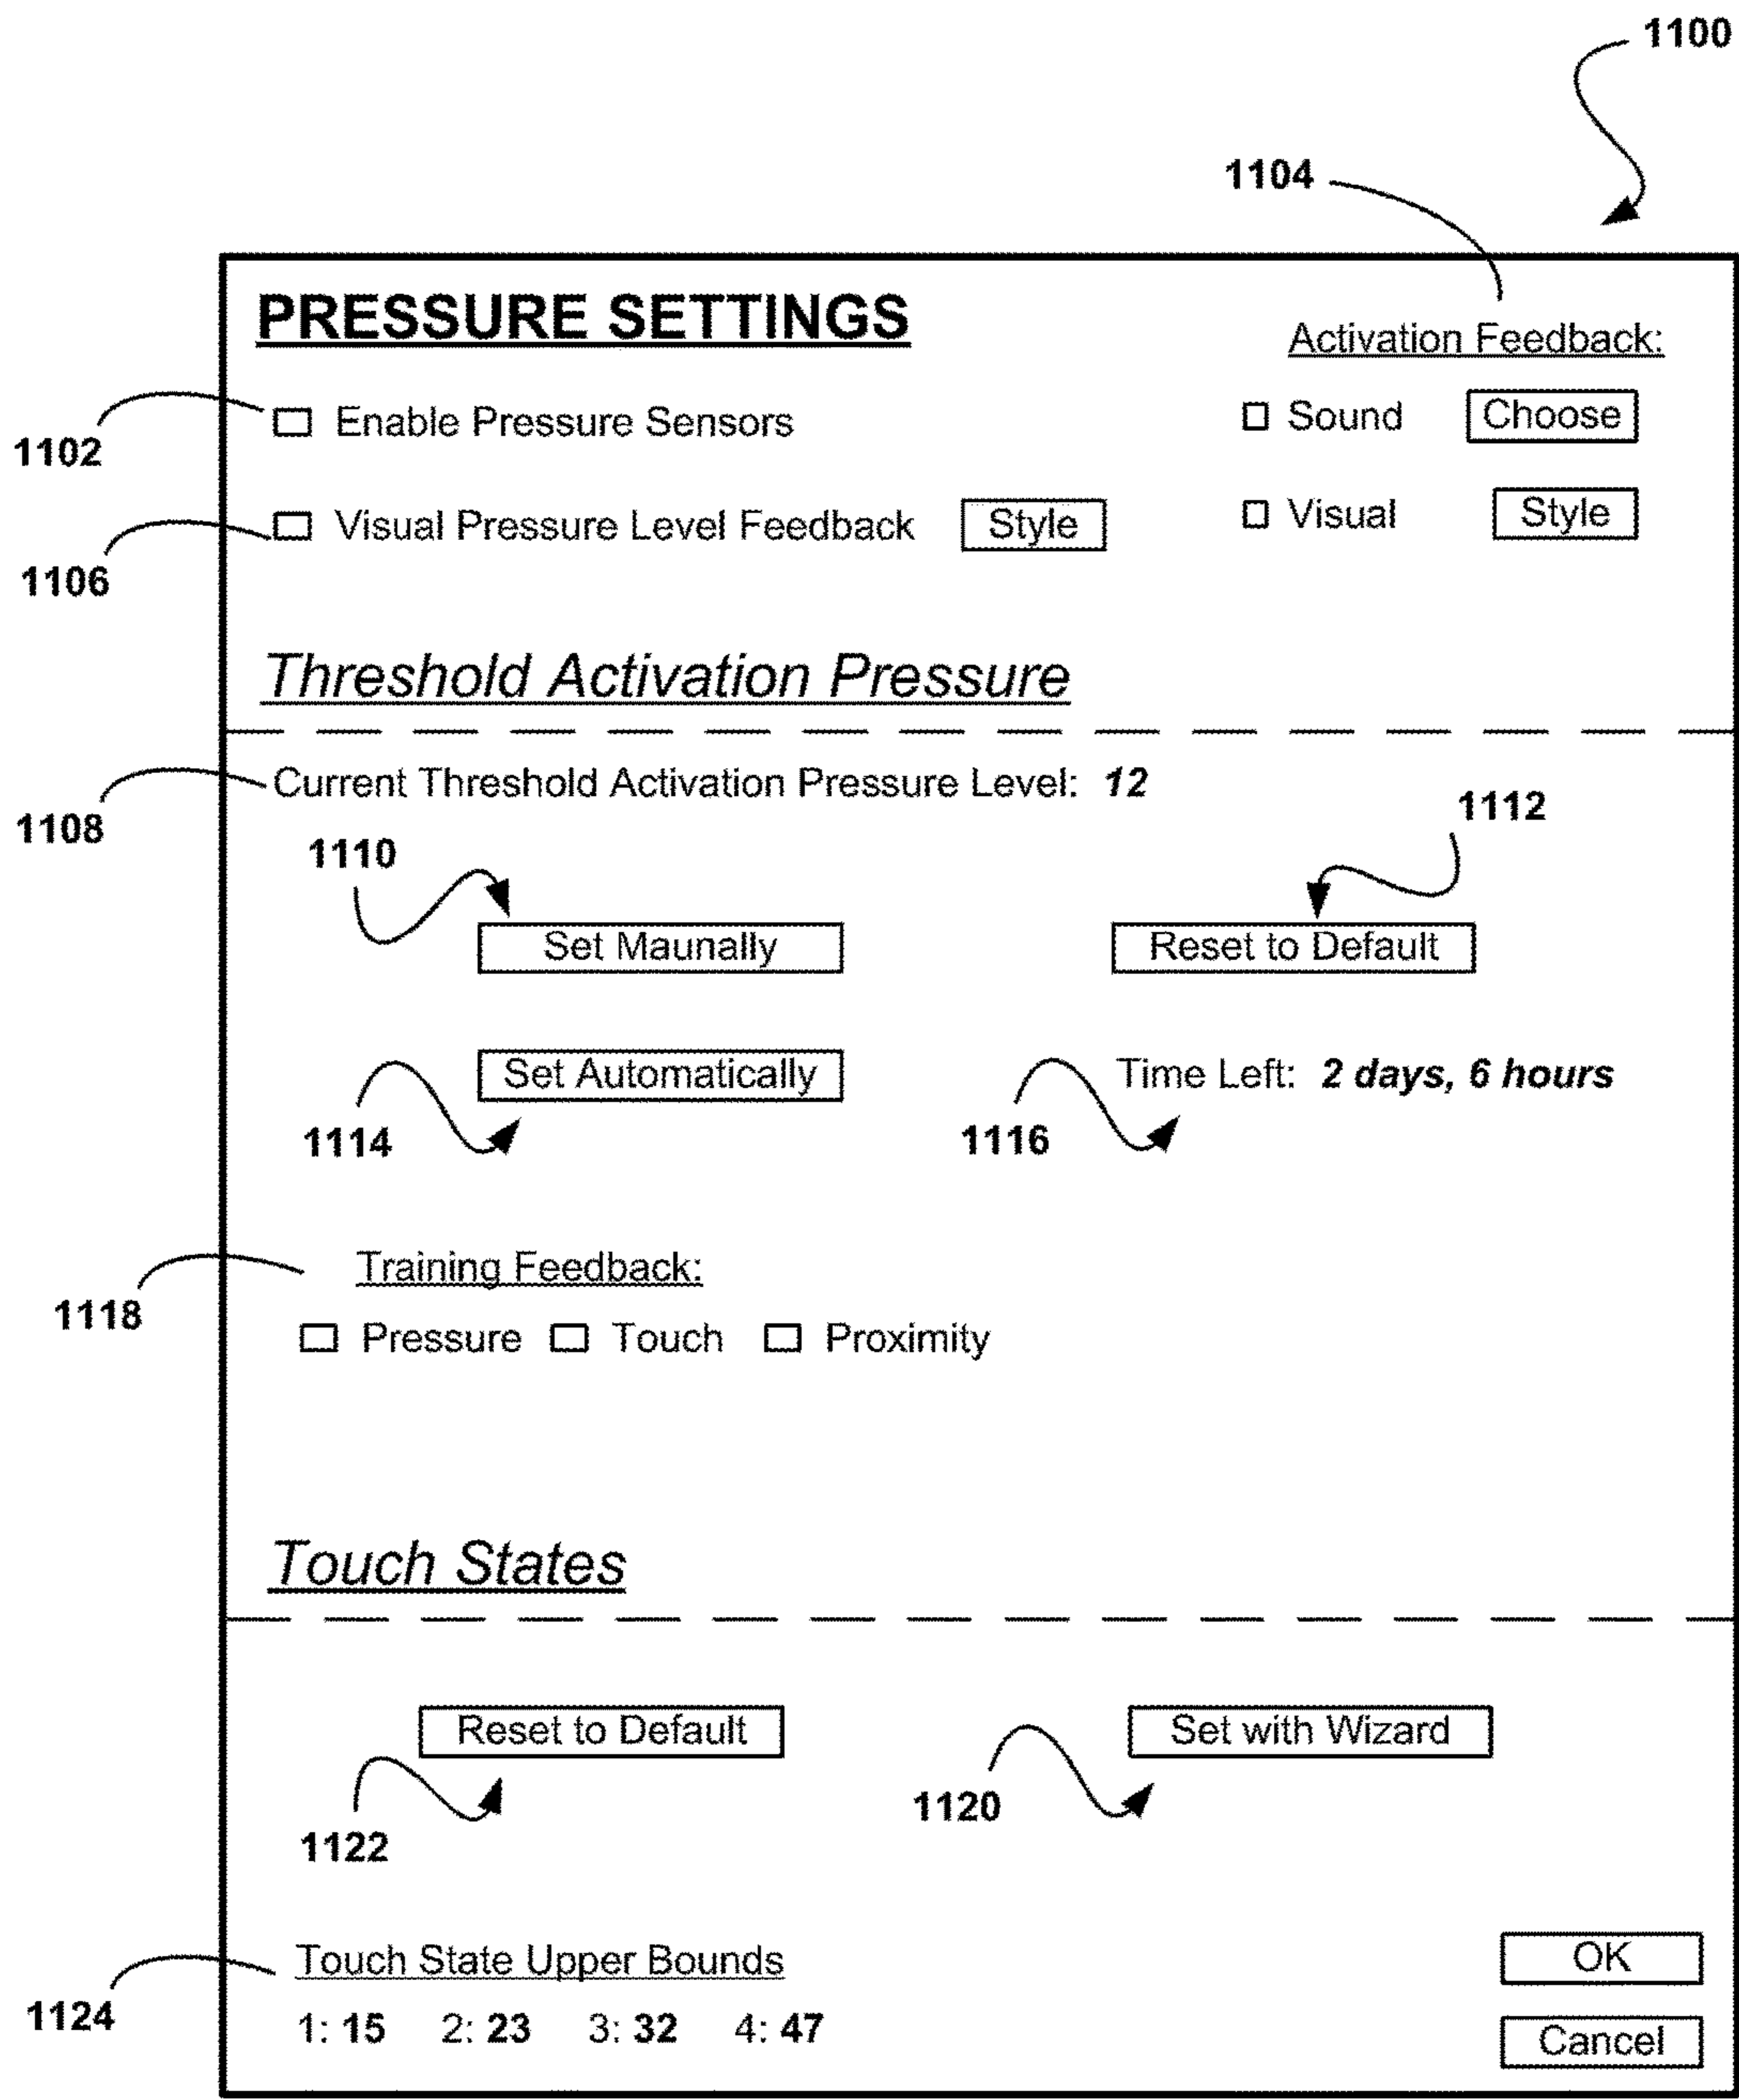 1100
1104
PRESSURE SETTINGS
Activation Feedback:
1102
Enable Pressure Sensors
Sound Choose
1106
Visual Pressure Level Feedback Style
Visual Style
Threshold Activation Pressure
1108
Current Threshold Activation Pressure Level: 12
1110
1112
Set Maunally
Reset to Default
Set Automatically
Time Left: 2 days, 6 hours
1114
1116
1118
Training Feedback:
Pressure Touch Proximity
Touch States
Reset to Default
Set with Wizard
1122
1120
1124
Touch State Upper Bounds
OK
1: 15 2: 23 3: 32 4: 47
Cancel